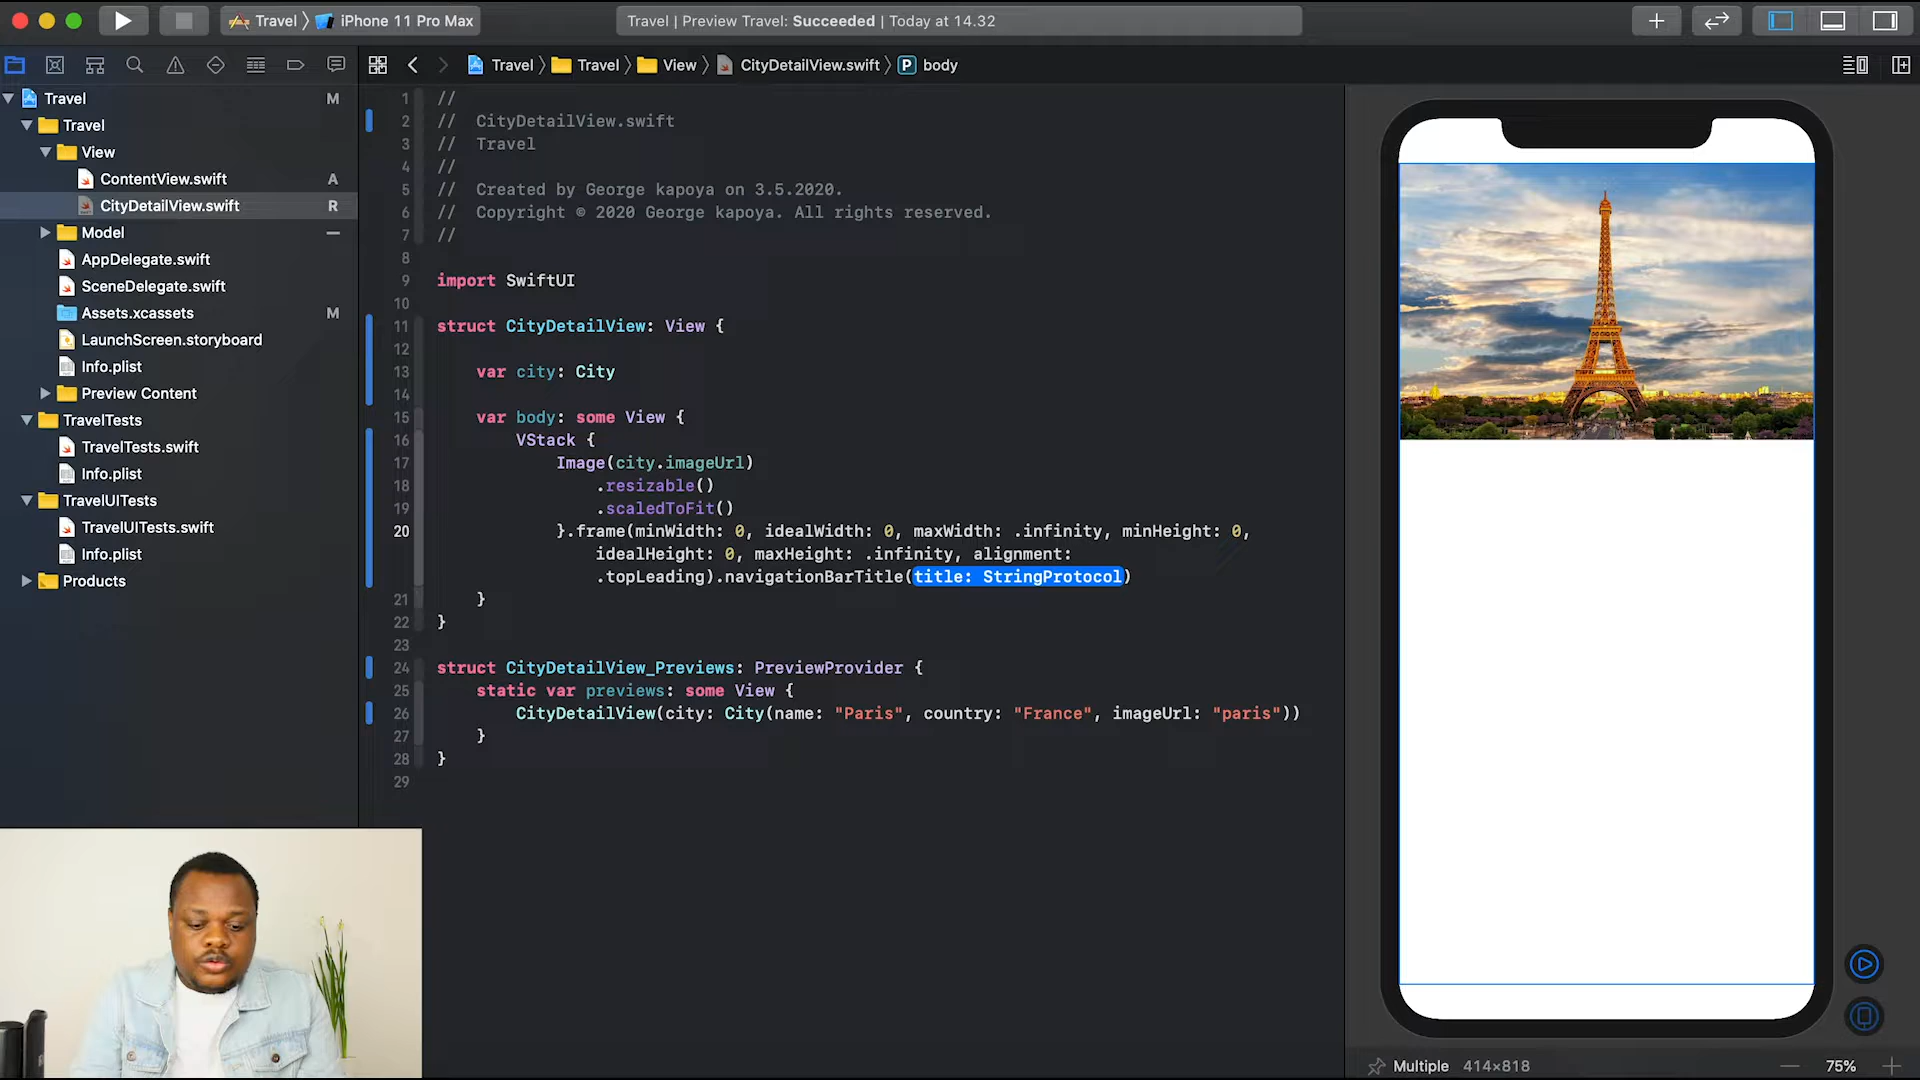 Travel
iPhone 11 Pro Max
Travel | Preview Travel: Succeeded | Today at 14.32
Travel
Travel
View
CityDetailView.swift
P
body
Travel
M
Travel
View
ContentView.swift
A
CityDetailView.swift
R
Model
AppDelegate.swift
SceneDelegate.swift
Assets.xcassets
M
LaunchScreen.storyboard
Info.plist
Preview Content
TravelTests
TravelTests.swift
Info.plist
TravelUITests
TravelUITests.swift
Info.plist
Products
1 //
2 // CityDetailView.swift
3 // Travel
4 //
5 // Created by George kapoya on 3.5.2020.
6 // Copyright © 2020 George kapoya. All rights reserved.
7 //
8
9 import SwiftUI
10
11 struct CityDetailView: View {
12
13 var city: City
14
15 var body: some View {
16 VStack {
17 Image(city.imageUrl)
18 .resizable()
19 .scaledToFit()
20 }.frame(minWidth: 0, idealWidth: 0, maxWidth: .infinity, minHeight: 0,
idealHeight: 0, maxHeight: .infinity, alignment:
.topLeading).navigationBarTitle(title: StringProtocol)
21 }
22 }
23
24 struct CityDetailView_Previews: PreviewProvider {
25 static var previews: some View {
26 CityDetailView(city: City(name: "Paris", country: "France", imageUrl: "paris"))
27 }
28 }
29
Multiple 414×818
75%